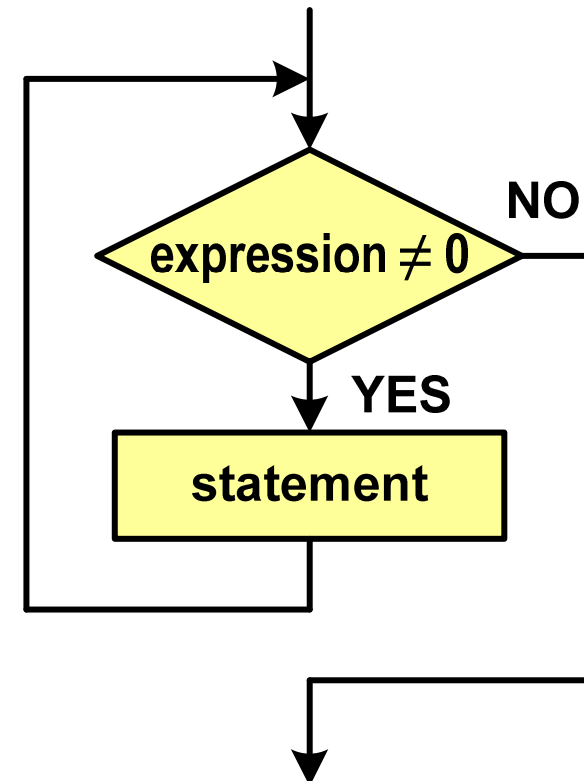 NO
expression ≠ 0
YES
statement